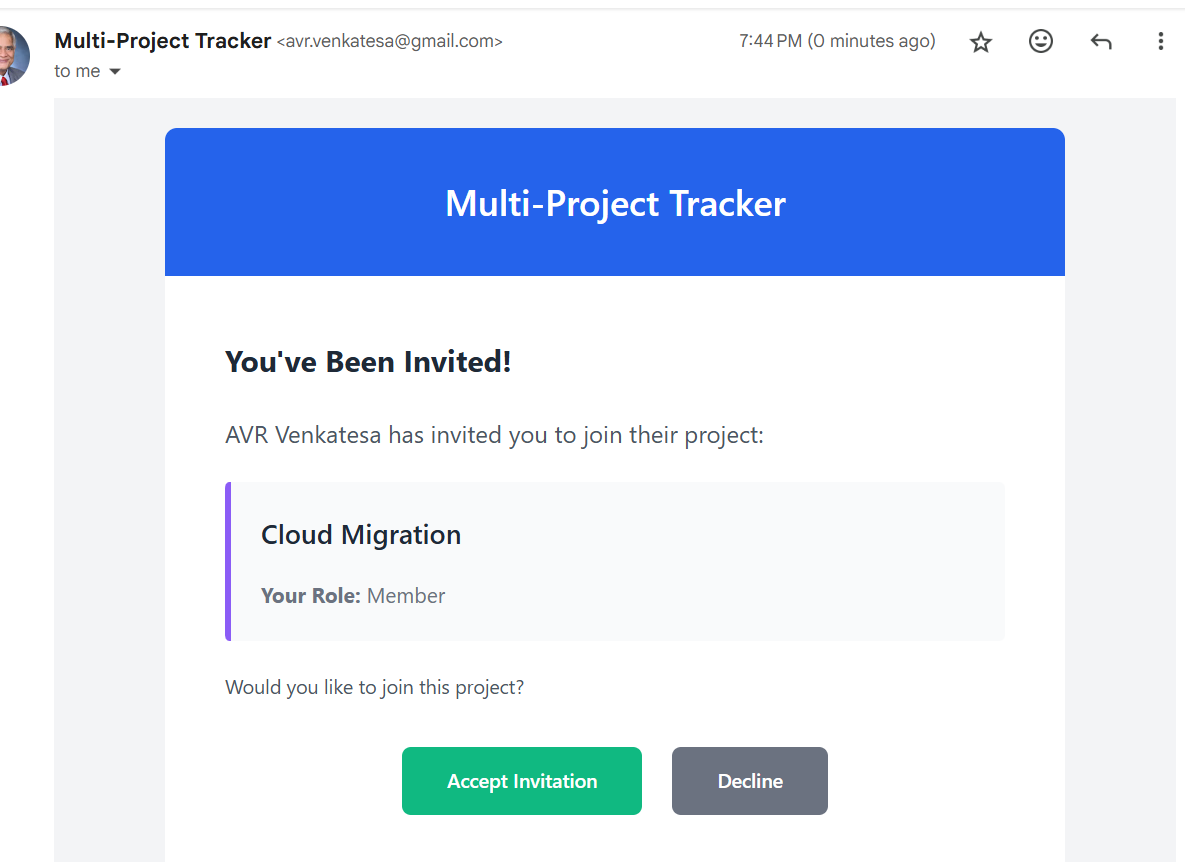 Multi-Project Tracker <avr.venkatesa@gmail.com>
7:44 PM (0 minutes ago)
to me
Multi-Project Tracker
You've Been Invited!
AVR Venkatesa has invited you to join their project:
Cloud Migration
Your Role: Member
Would you like to join this project?
Accept Invitation
Decline